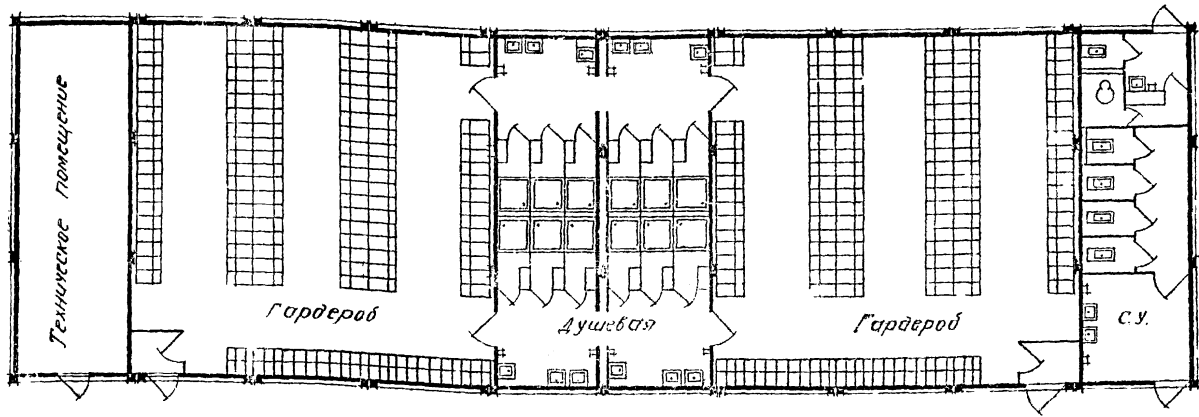 Техническое помещение
Гардероб
Душевая
Гардероб
С.У.